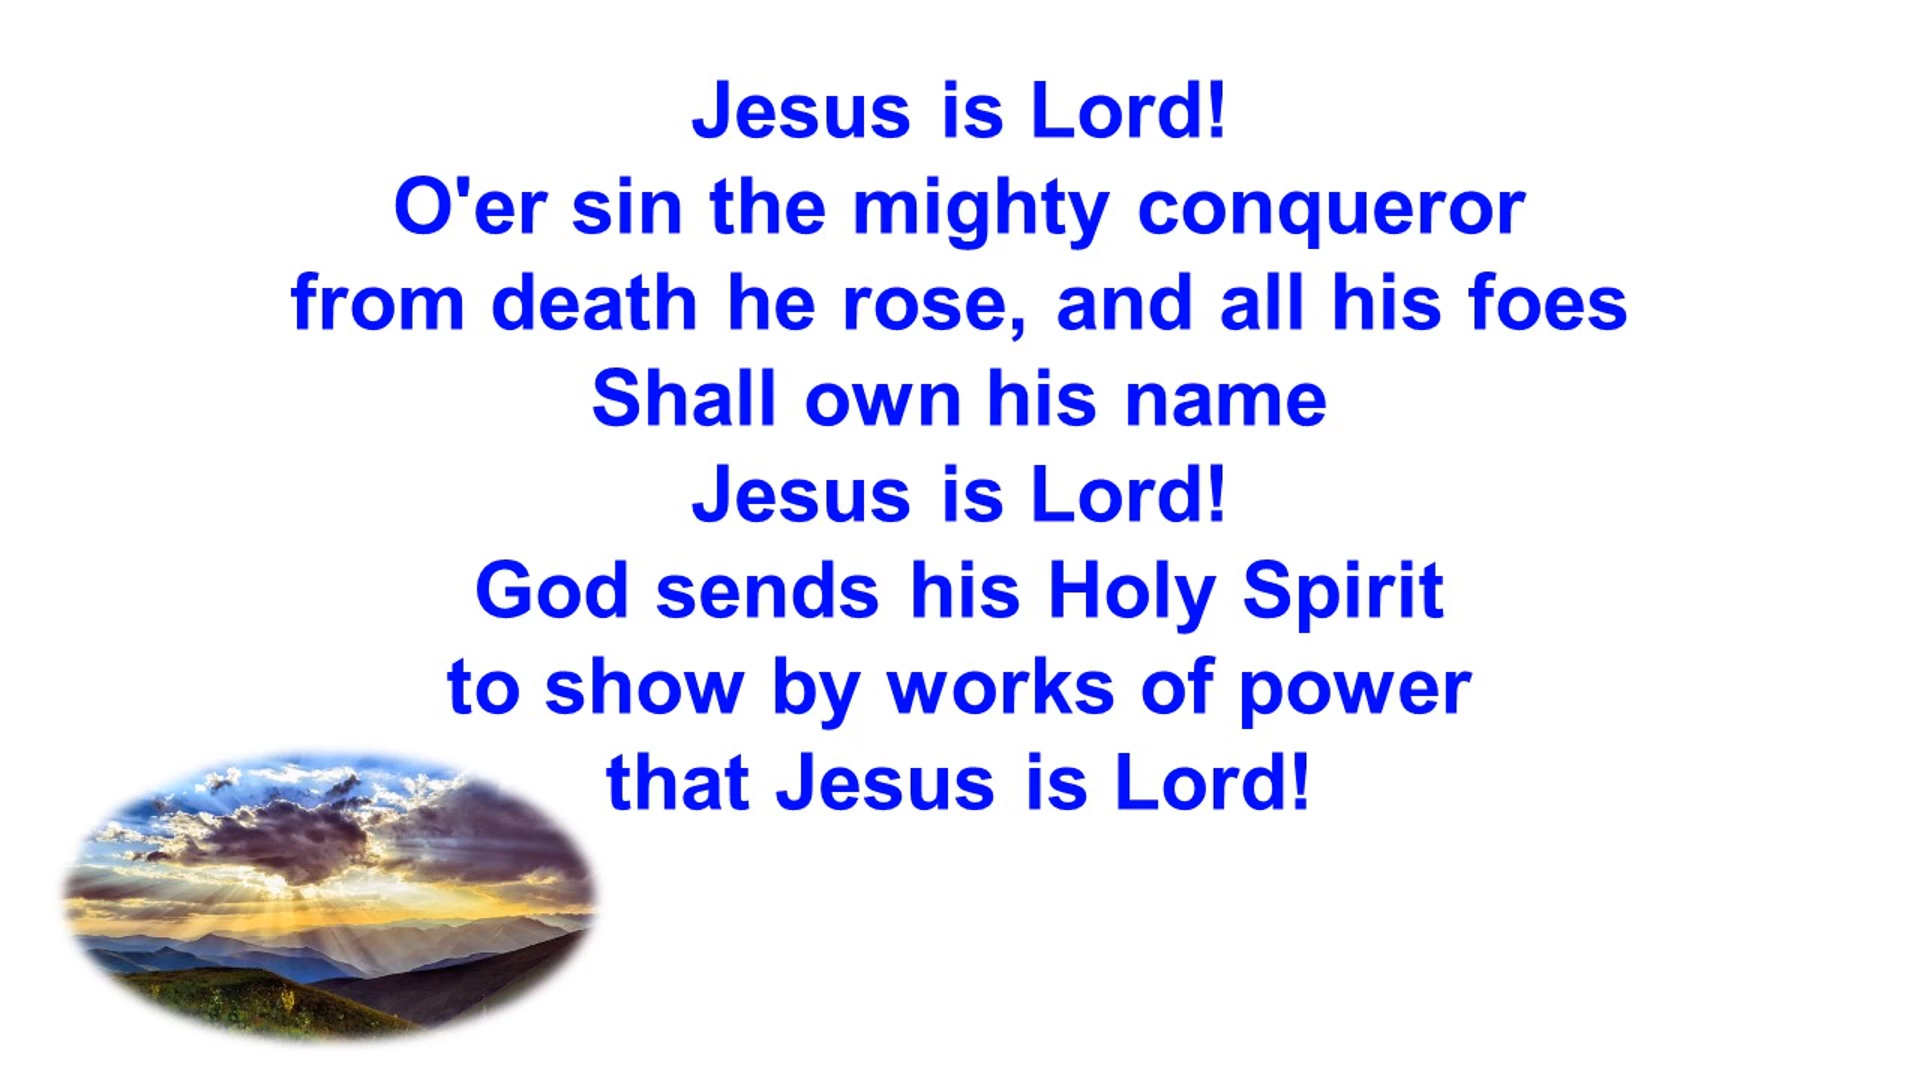 Jesus is Lord!
O'er sin the mighty conqueror
from death he rose, and all his foes
Shall own his name
Jesus is Lord!
God sends his Holy Spirit
to show by works of power
that Jesus is Lord!